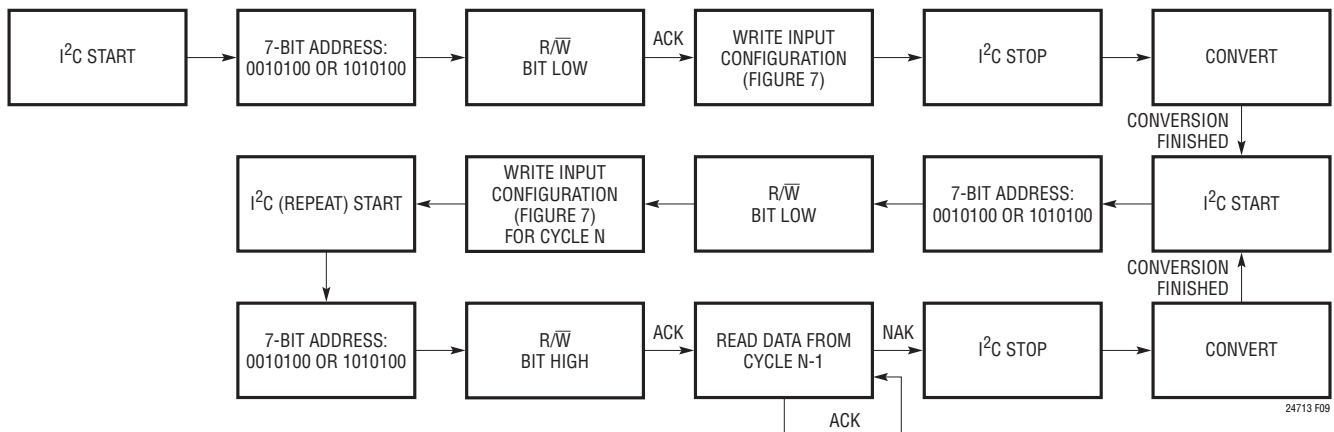 I²C START
7-BIT ADDRESS:
0010100 OR 1010100
R/W̅
BIT LOW
ACK
WRITE INPUT
CONFIGURATION
(FIGURE 7)
I²C STOP
CONVERT
CONVERSION
FINISHED
I²C START
7-BIT ADDRESS:
0010100 OR 1010100
R/W̅
BIT LOW
WRITE INPUT
CONFIGURATION
(FIGURE 7)
FOR CYCLE N
I²C (REPEAT) START
7-BIT ADDRESS:
0010100 OR 1010100
R/W̅
BIT HIGH
ACK
READ DATA FROM
CYCLE N-1
ACK
NAK
I²C STOP
CONVERT
CONVERSION
FINISHED
24713 F09